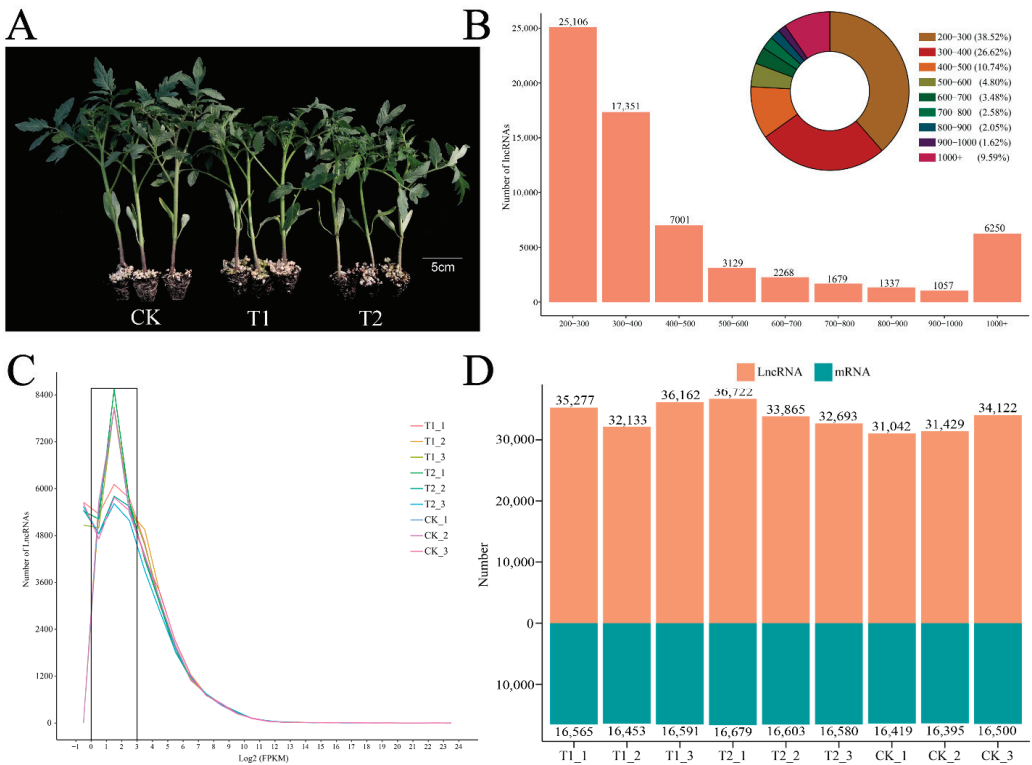 A
CK
T1
T2
5cm
B
Number of lncRNAs
25,000
20,000
15,000
10,000
5000
0
25,106
17,351
7001
3129
2268
1679
1337
1057
6250
200−300
300−400
400−500
500−600
600−700
700−800
800−900
900−1000
1000+
200−300 (38.52%)
300−400 (26.62%)
400−500 (10.74%)
500−600 (4.80%)
600−700 (3.48%)
700−800 (2.58%)
800−900 (2.05%)
900−1000 (1.62%)
1000+ (9.59%)
C
Number of LncRNAs
8400
7200
6000
4800
3600
2400
1200
0
−1 0 1 2 3 4 5 6 7 8 9 10 11 12 13 14 15 16 17 18 19 20 21 22 23 24
Log2 (FPKM)
T1_1
T1_2
T1_3
T2_1
T2_2
T2_3
CK_1
CK_2
CK_3
D
LncRNA
mRNA
Number
30,000
20,000
10,000
0
10,000
35,277
32,133
36,162
36,722
33,865
32,693
31,042
31,429
34,122
16,565
16,453
16,591
16,679
16,603
16,580
16,419
16,395
16,500
T1_1
T1_2
T1_3
T2_1
T2_2
T2_3
CK_1
CK_2
CK_3